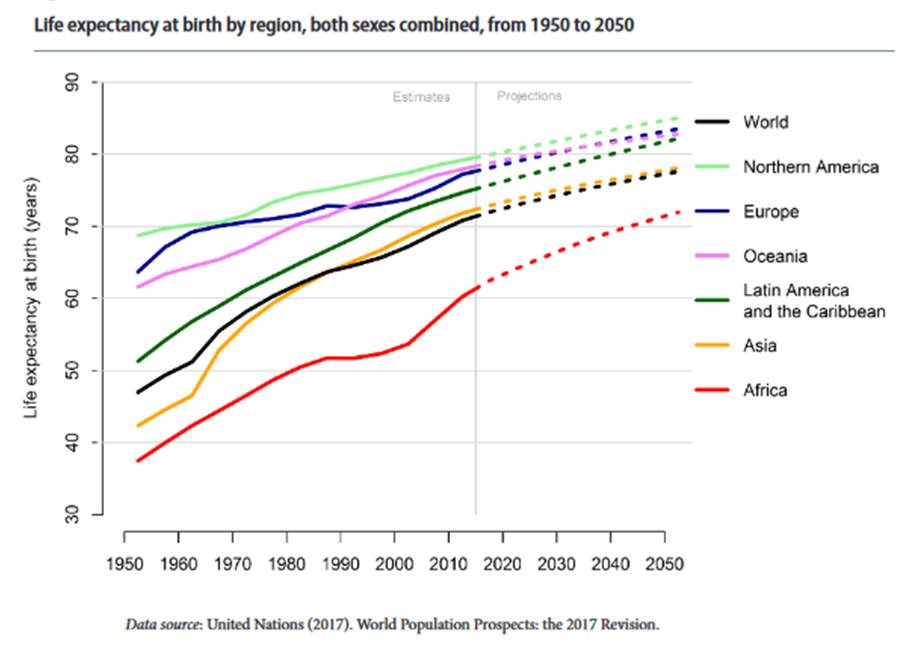 Life expectancy at birth by region, both sexes combined, from 1950 to 2050
Estimates
Projections
Life expectancy at birth (years)
90
80
70
60
50
40
30
1950 1960 1970 1980 1990 2000 2010 2020 2030 2040 2050
World
Northern America
Europe
Oceania
Latin America
and the Caribbean
Asia
Africa
Data source: United Nations (2017). World Population Prospects: the 2017 Revision.